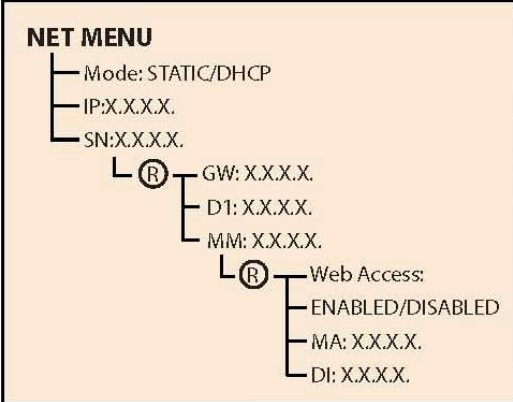 NET MENU
Mode: STATIC/DHCP
IP:X.X.X.X.
SN:X.X.X.X.
R GW: X.X.X.X.
D1: X.X.X.X.
MM: X.X.X.X.
R Web Access:
ENABLED/DISABLED
MA: X.X.X.X.
DI: X.X.X.X.